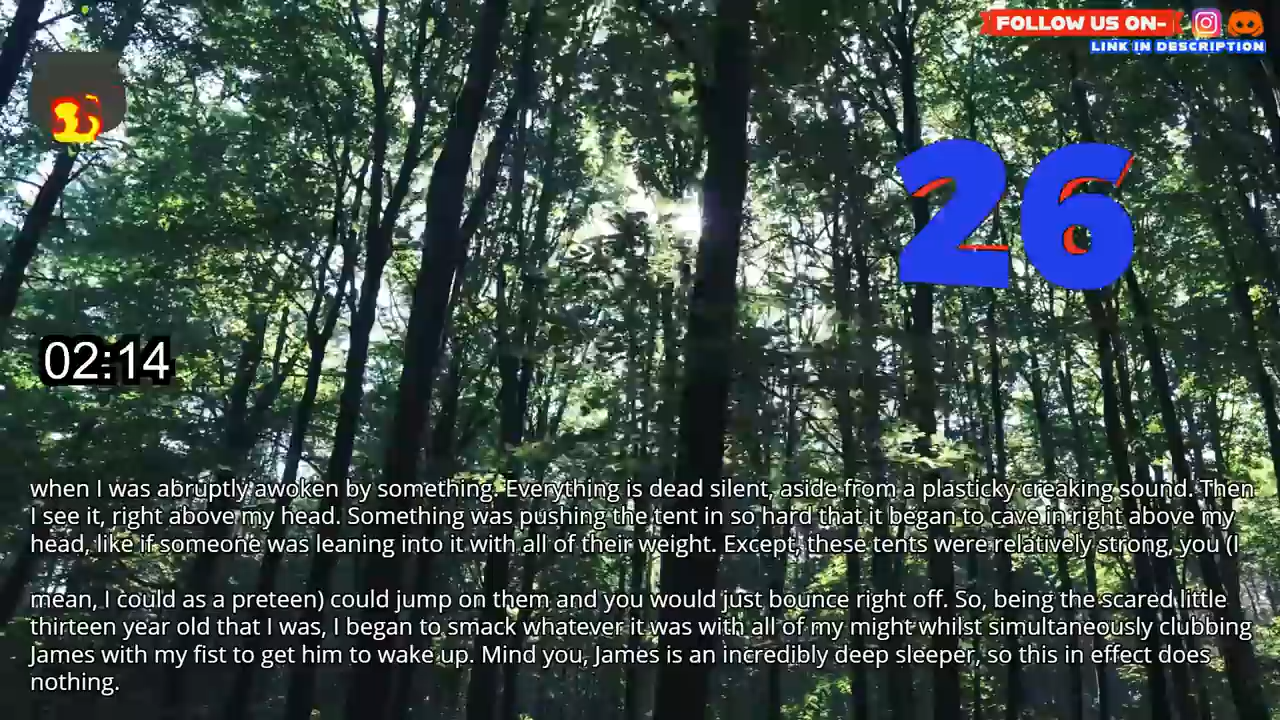 FOLLOW US ON-
LINK IN DESCRIPTION
26
02:14
when I was abruptly awoken by something. Everything is dead silent, aside from a plasticky creaking sound. Then
I see it, right above my head. Something was pushing the tent in so hard that it began to cave in right above my
head, like if someone was leaning into it with all of their weight. Except, these tents were relatively strong, you (I
mean, I could as a preteen) could jump on them and you would just bounce right off. So, being the scared little
thirteen year old that I was, I began to smack whatever it was with all of my might whilst simultaneously clubbing
James with my fist to get him to wake up. Mind you, James is an incredibly deep sleeper, so this in effect does
nothing.